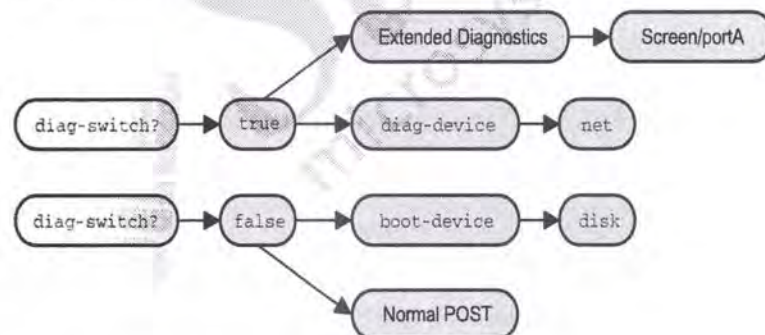 Extended Diagnostics
Screen/portA
diag-switch?
true
diag-device
net
diag-switch?
false
boot-device
disk
Normal POST